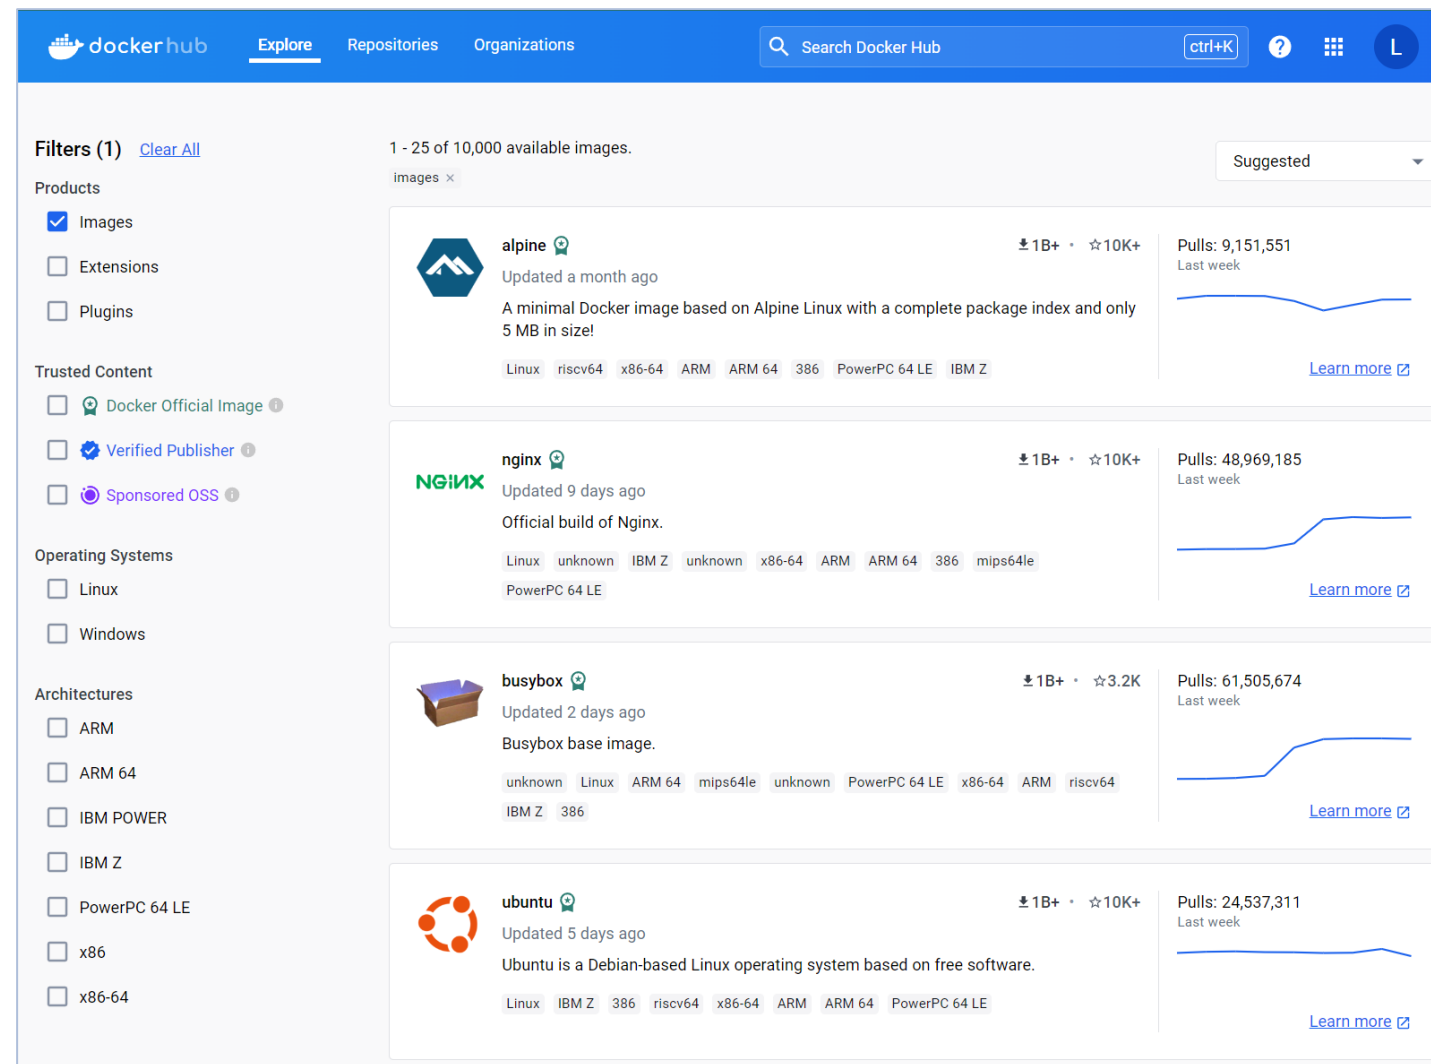 dockerhub
Explore Repositories Organizations
Search Docker Hub ctrl+K ? L
Filters (1) Clear All
Products
Images
Extensions
Plugins
Trusted Content
Docker Official Image
Verified Publisher
Sponsored OSS
Operating Systems
Linux
Windows
Architectures
ARM
ARM 64
IBM POWER
IBM Z
PowerPC 64 LE
x86
x86-64
1 - 25 of 10,000 available images.
images ×
Suggested
alpine
1B+ • 10K+
Updated a month ago
A minimal Docker image based on Alpine Linux with a complete package index and only
5 MB in size!
Linux riscv64 x86-64 ARM ARM 64 386 PowerPC 64 LE IBM Z
Pulls: 9,151,551
Last week
Learn more
NGINX
nginx
1B+ • 10K+
Updated 9 days ago
Official build of Nginx.
Linux unknown IBM Z unknown x86-64 ARM ARM 64 386 mips64le
PowerPC 64 LE
Pulls: 48,969,185
Last week
Learn more
busybox
1B+ • 3.2K
Updated 2 days ago
Busybox base image.
unknown Linux ARM 64 mips64le unknown PowerPC 64 LE x86-64 ARM riscv64
IBM Z 386
Pulls: 61,505,674
Last week
Learn more
ubuntu
1B+ • 10K+
Updated 5 days ago
Ubuntu is a Debian-based Linux operating system based on free software.
Linux IBM Z 386 riscv64 x86-64 ARM ARM 64 PowerPC 64 LE
Pulls: 24,537,311
Last week
Learn more